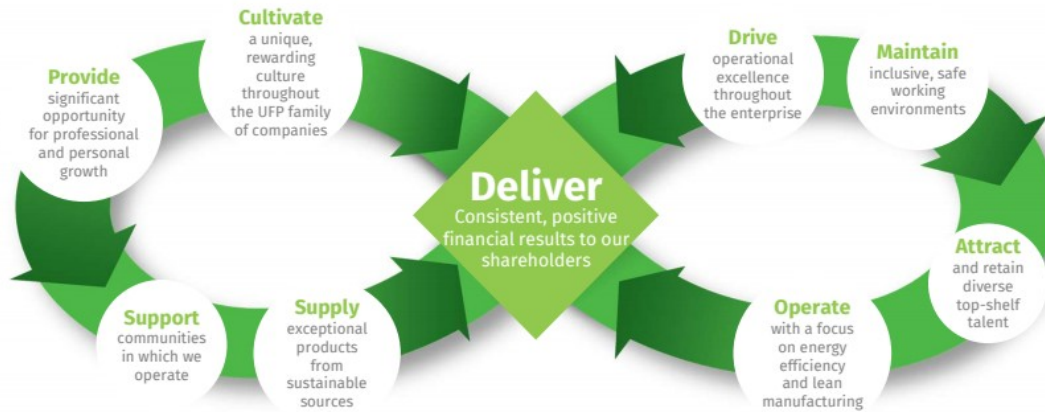 Cultivate
a unique,
rewarding
culture
throughout
the UFP family
of companies
Provide
significant
opportunity
for professional
and personal
growth
Support
communities
in which we
operate
Supply
exceptional
products
from
sustainable
sources
Deliver
Consistent, positive
financial results to our
shareholders
Drive
operational
excellence
throughout
the enterprise
Maintain
inclusive, safe
working
environments
Attract
and retain
diverse
top-shelf
talent
Operate
with a focus
on energy
efficiency
and lean
manufacturing